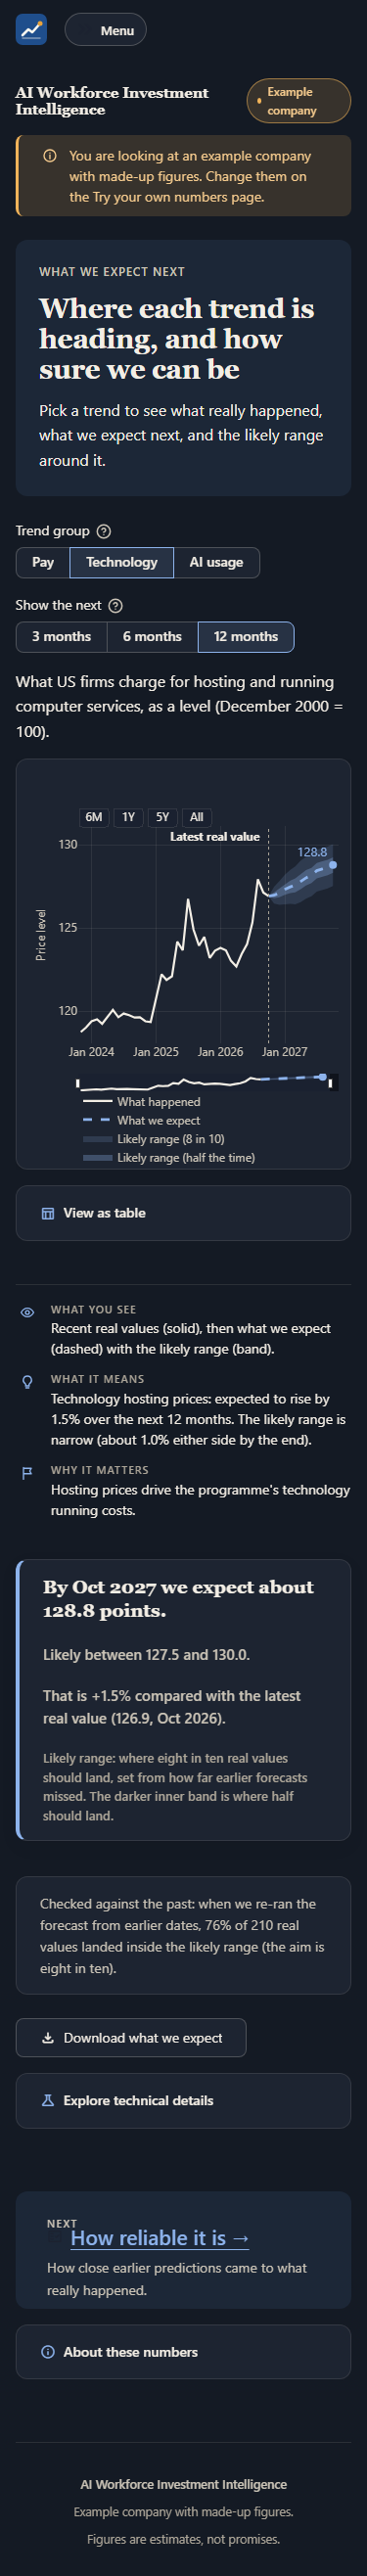 Menu
AI Workforce Investment
Intelligence
Example
company
You are looking at an example company
with made-up figures. Change them on
the Try your own numbers page.
WHAT WE EXPECT NEXT
Where each trend is
heading, and how
sure we can be
Pick a trend to see what really happened,
what we expect next, and the likely range
around it.
Trend group
Pay Technology AI usage
Show the next
3 months 6 months 12 months
What US firms charge for hosting and running
computer services, as a level (December 2000 =
100).
6M 1Y 5Y All
Latest real value
130
128.8
125
Price level
120
Jan 2024 Jan 2025 Jan 2026 Jan 2027
What happened
What we expect
Likely range (8 in 10)
Likely range (half the time)
View as table
WHAT YOU SEE
Recent real values (solid), then what we expect
(dashed) with the likely range (band).
WHAT IT MEANS
Technology hosting prices: expected to rise by
1.5% over the next 12 months. The likely range is
narrow (about 1.0% either side by the end).
WHY IT MATTERS
Hosting prices drive the programme's technology
running costs.
By Oct 2027 we expect about
128.8 points.
Likely between 127.5 and 130.0.
That is +1.5% compared with the latest
real value (126.9, Oct 2026).
Likely range: where eight in ten real values
should land, set from how far earlier forecasts
missed. The darker inner band is where half
should land.
Checked against the past: when we re-ran the
forecast from earlier dates, 76% of 210 real
values landed inside the likely range (the aim is
eight in ten).
Download what we expect
Explore technical details
NEXT
How reliable it is →
How close earlier predictions came to what
really happened.
About these numbers
AI Workforce Investment Intelligence
Example company with made-up figures.
Figures are estimates, not promises.